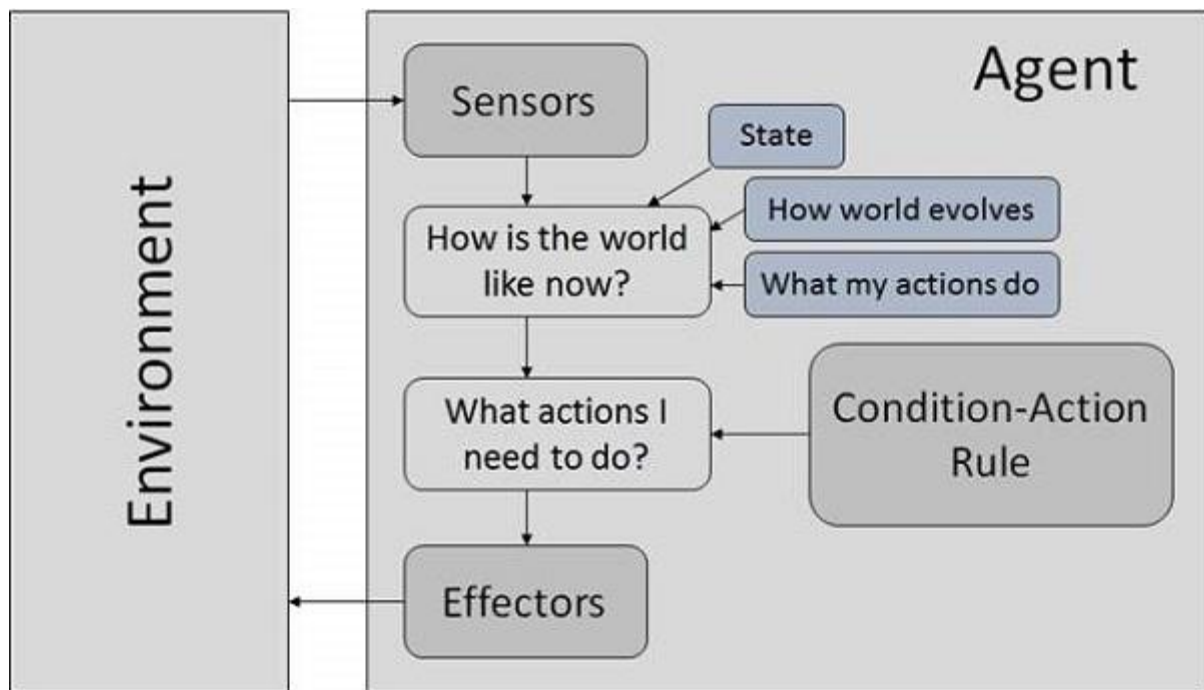 Environment
Agent
Sensors
State
How world evolves
How is the world
like now?
What my actions do
What actions I
need to do?
Condition-Action
Rule
Effectors